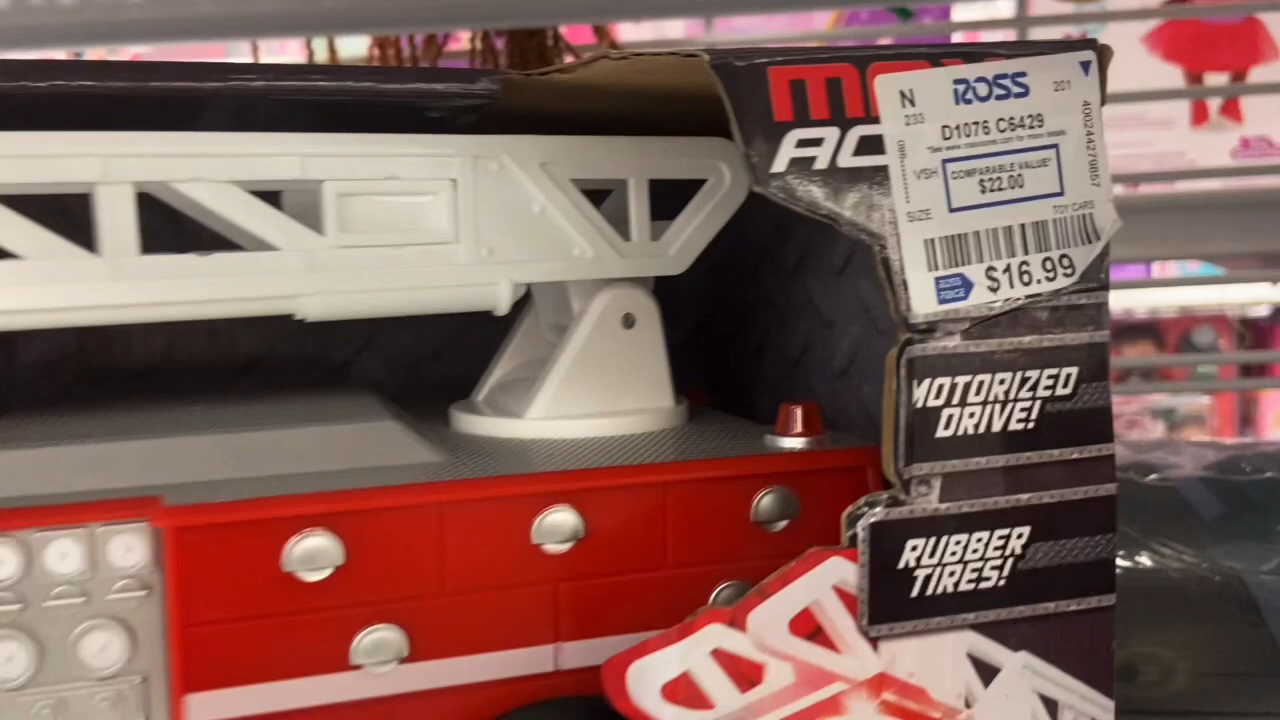 ROSS
N
201
233
D1076 C6429
400244279867
VSH
COMPARABLE VALUE*
$22.00
SIZE
TOY CARS
ROSS
PRICE
$16.99
MOTORIZED
DRIVE!
RUBBER
TIRES!